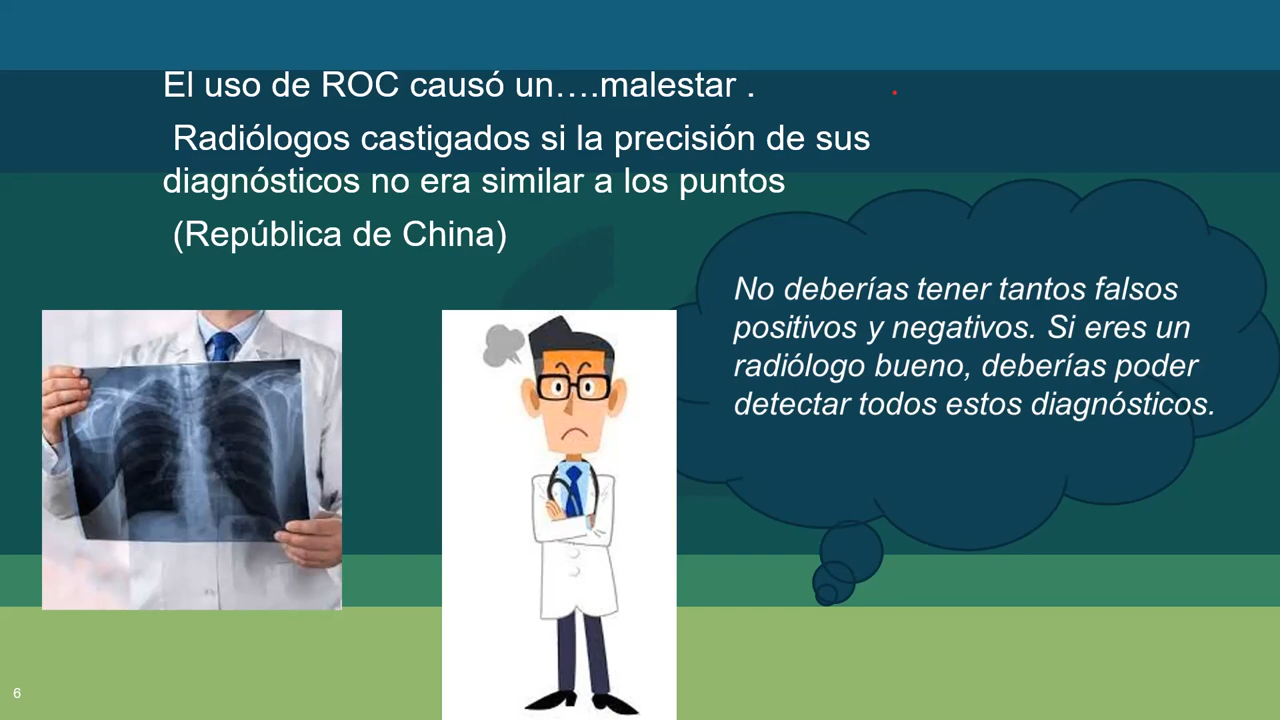 El uso de ROC causó un….malestar .
Radiólogos castigados si la precisión de sus
diagnósticos no era similar a los puntos
(República de China)
No deberías tener tantos falsos
positivos y negativos. Si eres un
radiólogo bueno, deberías poder
detectar todos estos diagnósticos.
6